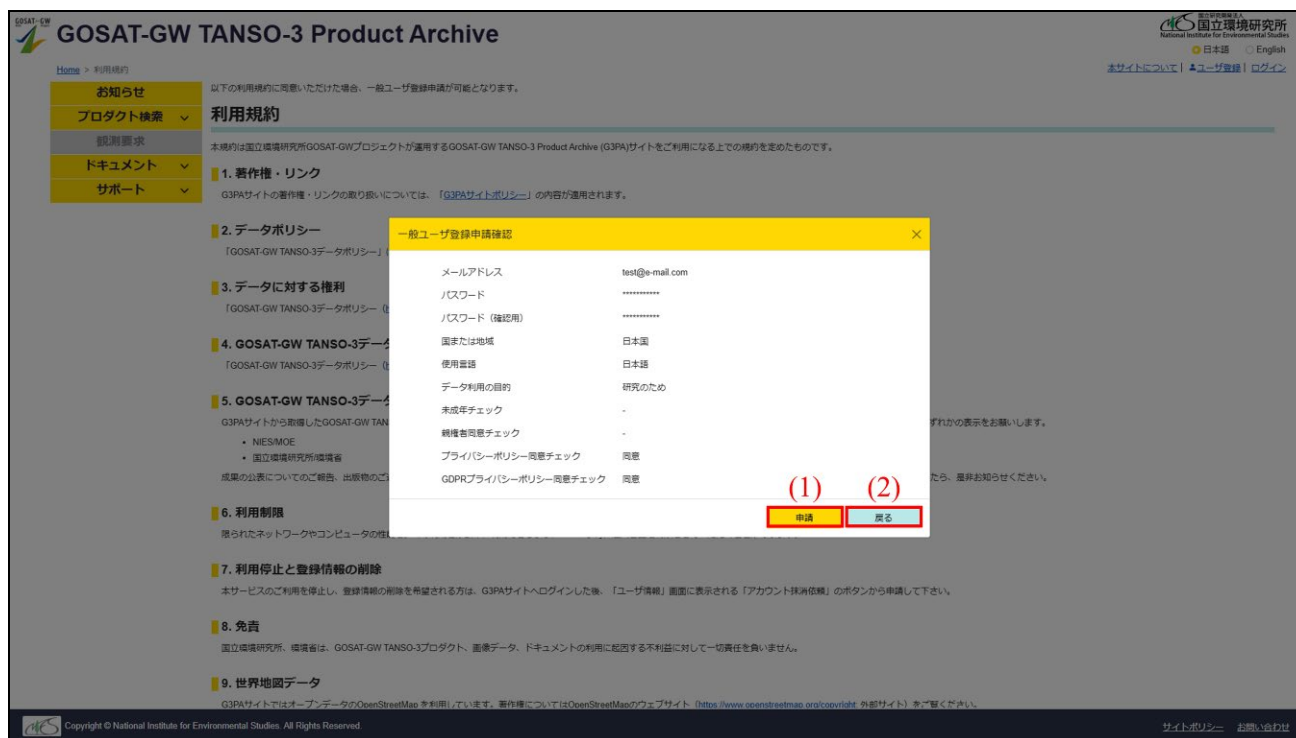 GOSAT-GW
GOSAT-GW TANSO-3 Product Archive
国立研究開発法人
国立環境研究所
National Institute for Environmental Studies
日本語 English
Home > 利用規約
本サイトについて | ユーザ登録 | ログイン
お知らせ
プロダクト検索
観測要求
ドキュメント
サポート
以下の利用規約に同意いただけた場合、一般ユーザ登録申請が可能となります。
利用規約
本規約は国立環境研究所GOSAT-GWプロジェクトが運用するGOSAT-GW TANSO-3 Product Archive (G3PA)サイトをご利用になる上での規約を定めたものです。
1. 著作権・リンク
G3PAサイトの著作権・リンクの取り扱いについては、「G3PAサイトポリシー」の内容が適用されます。
2. データポリシー
「GOSAT-GW TANSO-3データポリシー」(
3. データに対する権利
「GOSAT-GW TANSO-3データポリシー (
4. GOSAT-GW TANSO-3データ
「GOSAT-GW TANSO-3データポリシー (
5. GOSAT-GW TANSO-3データ
G3PAサイトから取得したGOSAT-GW TAN ずれかの表示をお願いします。
• NIES/MOE
• 国立環境研究所/環境省
成果の公表についてのご報告、出版物のご たら、是非お知らせください。
6. 利用制限
限られたネットワークやコンピュータの性
7. 利用停止と登録情報の削除
本サービスのご利用を停止し、登録情報の削除を希望される方は、G3PAサイトへログインした後、「ユーザ情報」画面に表示される「アカウント抹消依頼」のボタンから申請して下さい。
8. 免責
国立環境研究所、環境省は、GOSAT-GW TANSO-3プロダクト、画像データ、ドキュメントの利用に起因する不利益に対して一切責任を負いません。
9. 世界地図データ
G3PAサイトではオープンデータのOpenStreetMap を利用しています。著作権についてはOpenStreetMapのウェブサイト (https://www.openstreetmap.org/copyright: 外部サイト) をご覧ください。
一般ユーザ登録申請確認
メールアドレス test@e-mail.com
パスワード ***********
パスワード（確認用） ***********
国または地域 日本国
使用言語 日本語
データ利用の目的 研究のため
未成年チェック -
親権者同意チェック -
プライバシーポリシー同意チェック 同意
GDPRプライバシーポリシー同意チェック 同意
(1) (2)
申請 戻る
Copyright © National Institute for Environmental Studies. All Rights Reserved.
サイトポリシー お問い合わせ